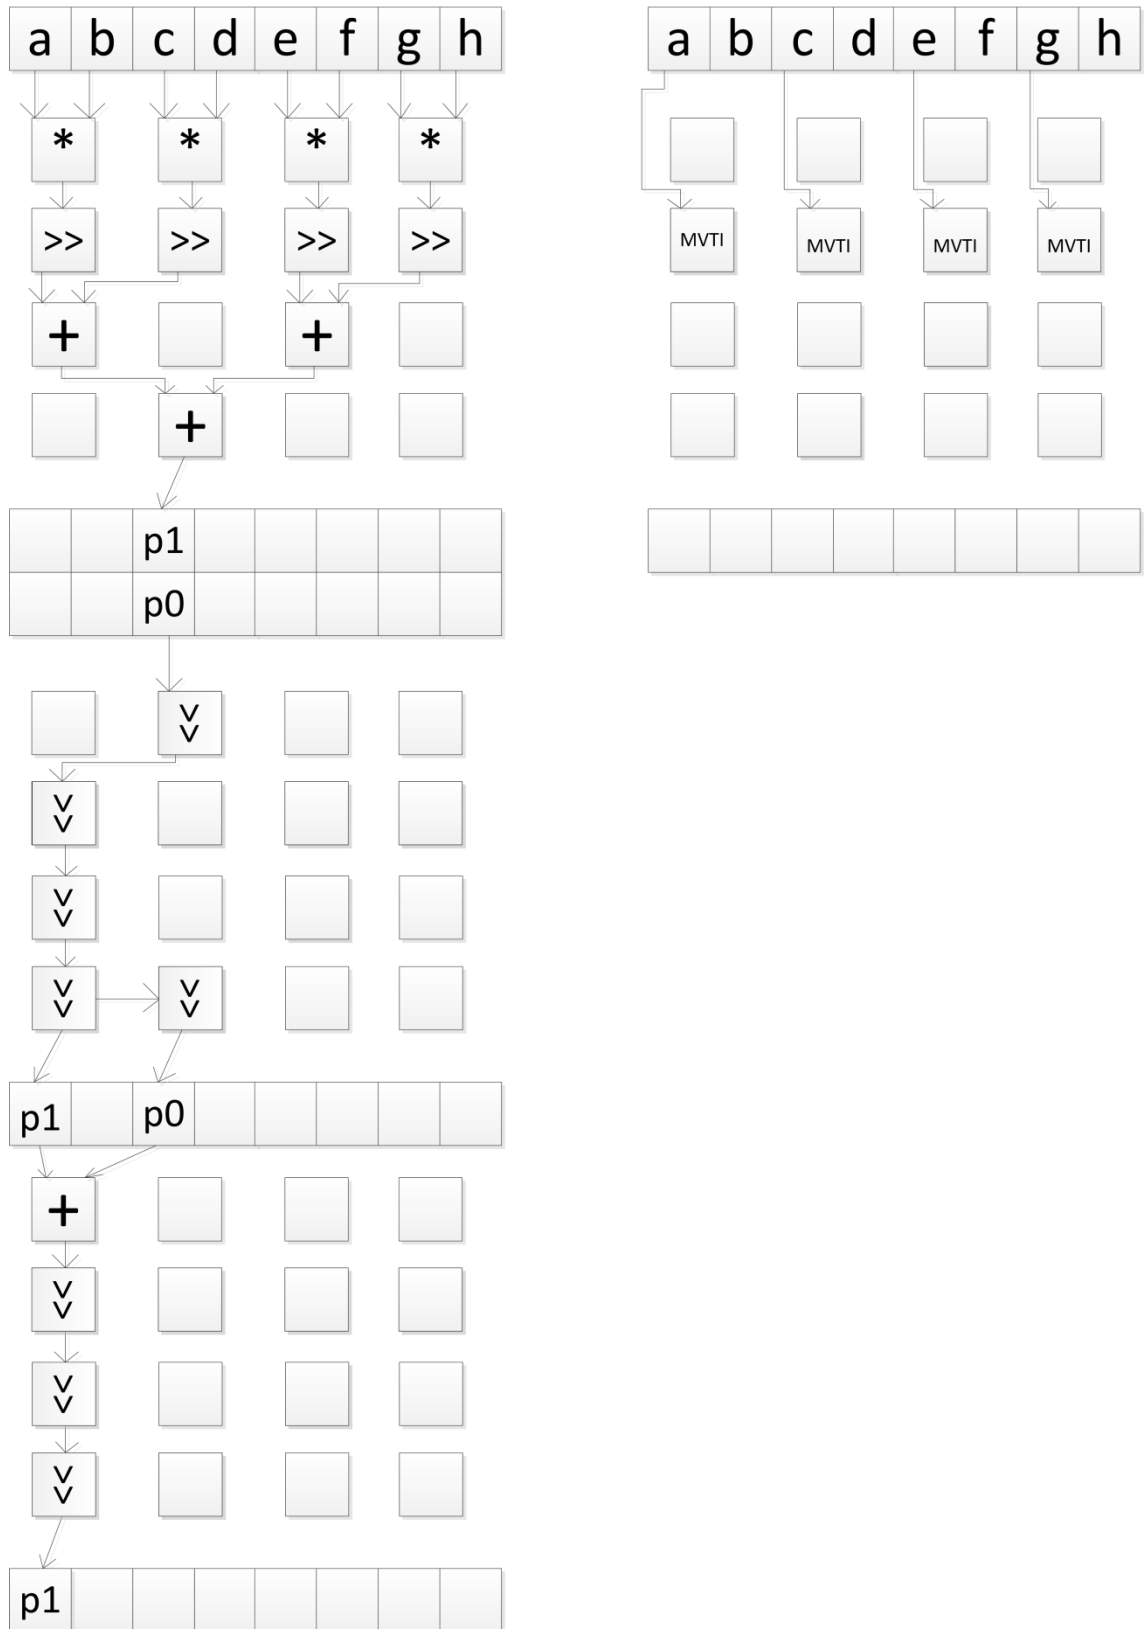 a b c d e f g h
* * * *
>> >> >> >>
+ +
+
p1
p0
>>
>>
>>
>> >>
p1 p0
+
>>
>>
>>
p1
a b c d e f g h
MVTI MVTI MVTI MVTI